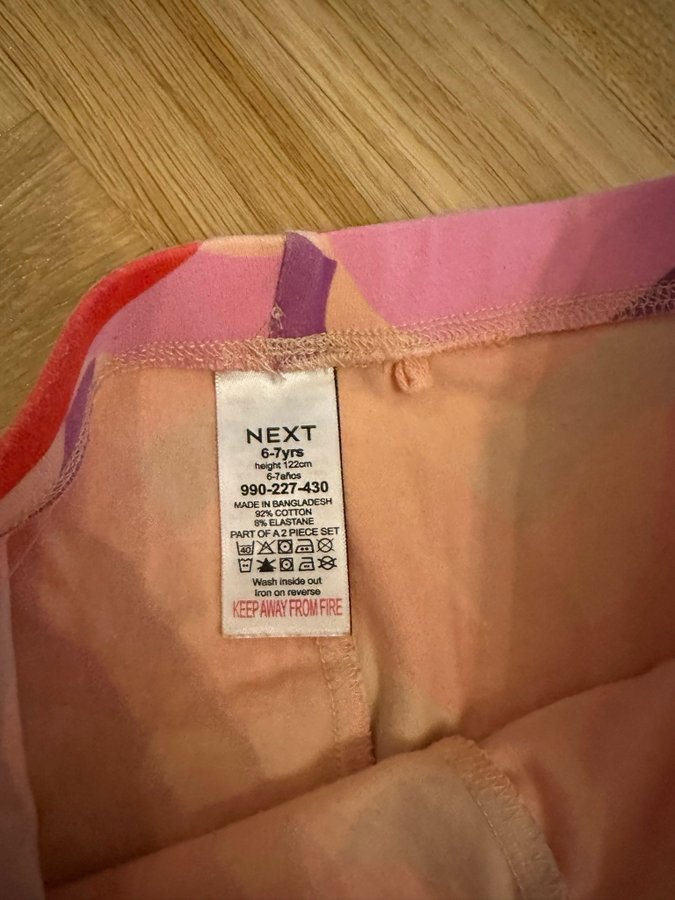 NEXT
6-7yrs
height 122cm
6-7años
990-227-430
MADE IN BANGLADESH
92% COTTON
8% ELASTANE
PART OF A 2 PIECE SET
40
Wash inside out
Iron on reverse
KEEP AWAY FROM FIRE